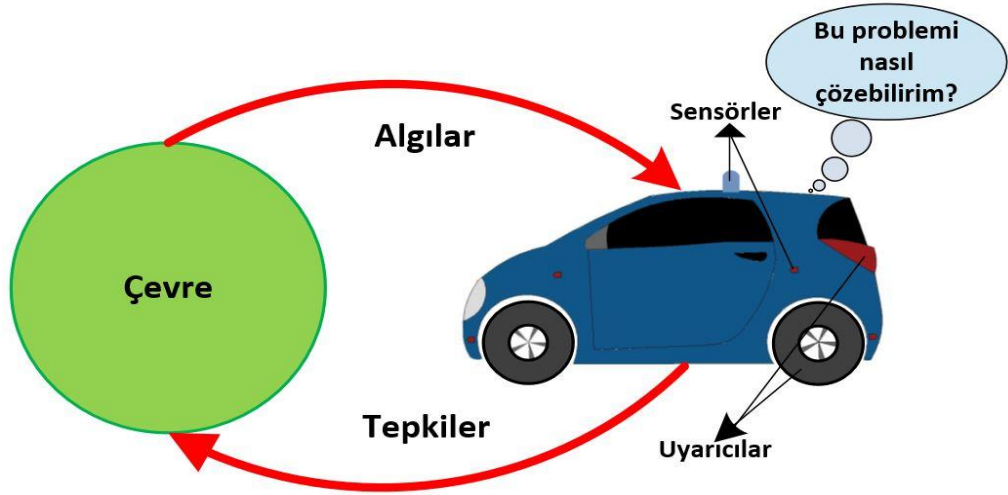 Bu problemi
nasıl
çözebilirim?
Sensörler
Algılar
Çevre
Tepkiler
Uyarıcılar